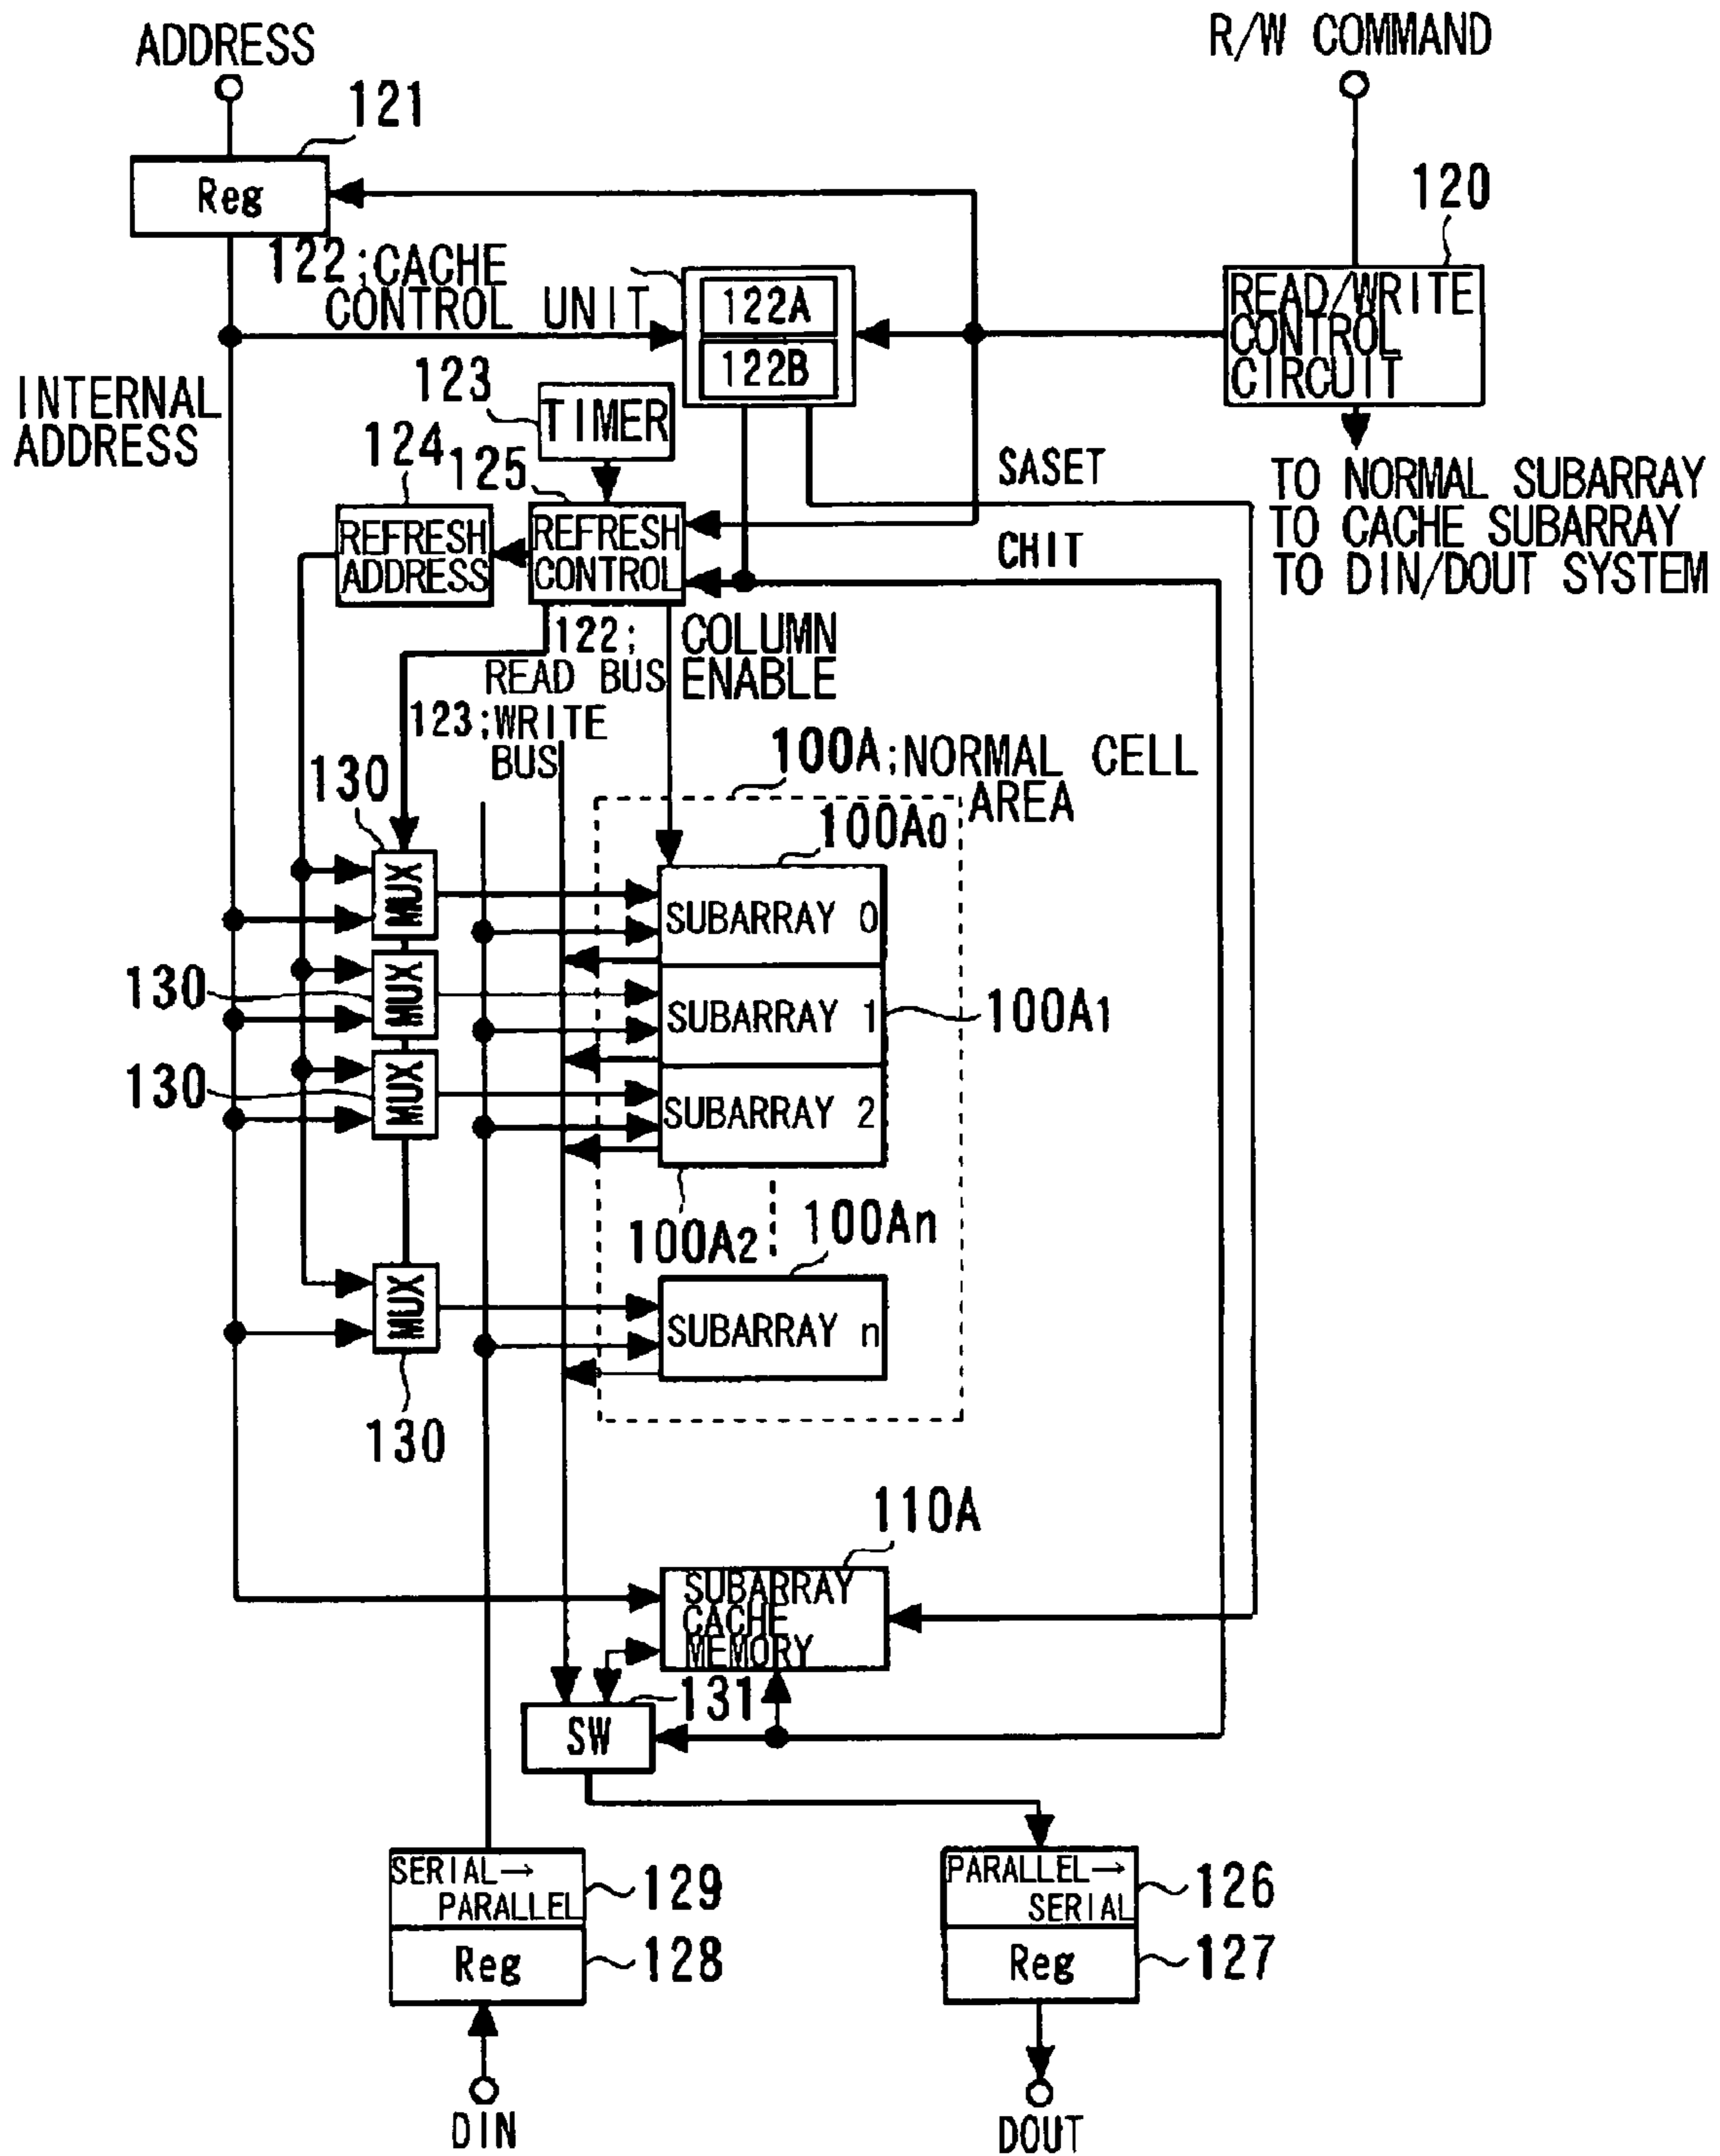 ADDRESS
R/W COMMAND
121
Reg
120
122;CACHE
CONTROL UNIT
122A
122B
READ/WRITE
CONTROL
CIRCUIT
INTERNAL
ADDRESS
123
TIMER
124
125
SASET
TO NORMAL SUBARRAY
TO CACHE SUBARRAY
TO DIN/DOUT SYSTEM
REFRESH
ADDRESS
REFRESH
CONTROL
CHIT
122;
READ BUS
COLUMN
ENABLE
123;WRITE
BUS
100A;NORMAL CELL
AREA
130
100A0
MUX
SUBARRAY 0
130
MUX
SUBARRAY 1
100A1
130
MUX
SUBARRAY 2
100A2
100An
MUX
SUBARRAY n
130
110A
SUBARRAY
CACHE
MEMORY
131
SW
SERIAL→
PARALLEL
129
PARALLEL→
SERIAL
126
Reg
128
Reg
127
DIN
DOUT